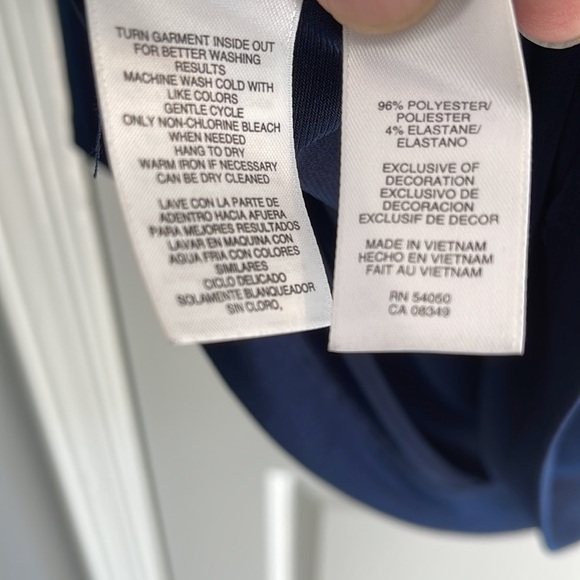 TURN GARMENT INSIDE OUT
FOR BETTER WASHING
RESULTS
MACHINE WASH COLD WITH
LIKE COLORS
GENTLE CYCLE
ONLY NON-CHLORINE BLEACH
WHEN NEEDED
HANG TO DRY
WARM IRON IF NECESSARY
CAN BE DRY CLEANED
LAVE CON LA PARTE DE
ADENTRO HACIA AFUERA
PARA MEJORES RESULTADOS
LAVAR EN MAQUINA CON
AGUA FRIA CON COLORES
SIMILARES
CICLO DELICADO
SOLAMENTE BLANQUEADOR
SIN CLORO,
96% POLYESTER/
POLIESTER
4% ELASTANE/
ELASTANO
EXCLUSIVE OF
DECORATION
EXCLUSIVO DE
DECORACION
EXCLUSIF DE DECOR
MADE IN VIETNAM
HECHO EN VIETNAM
FAIT AU VIETNAM
RN 54050
CA 08349